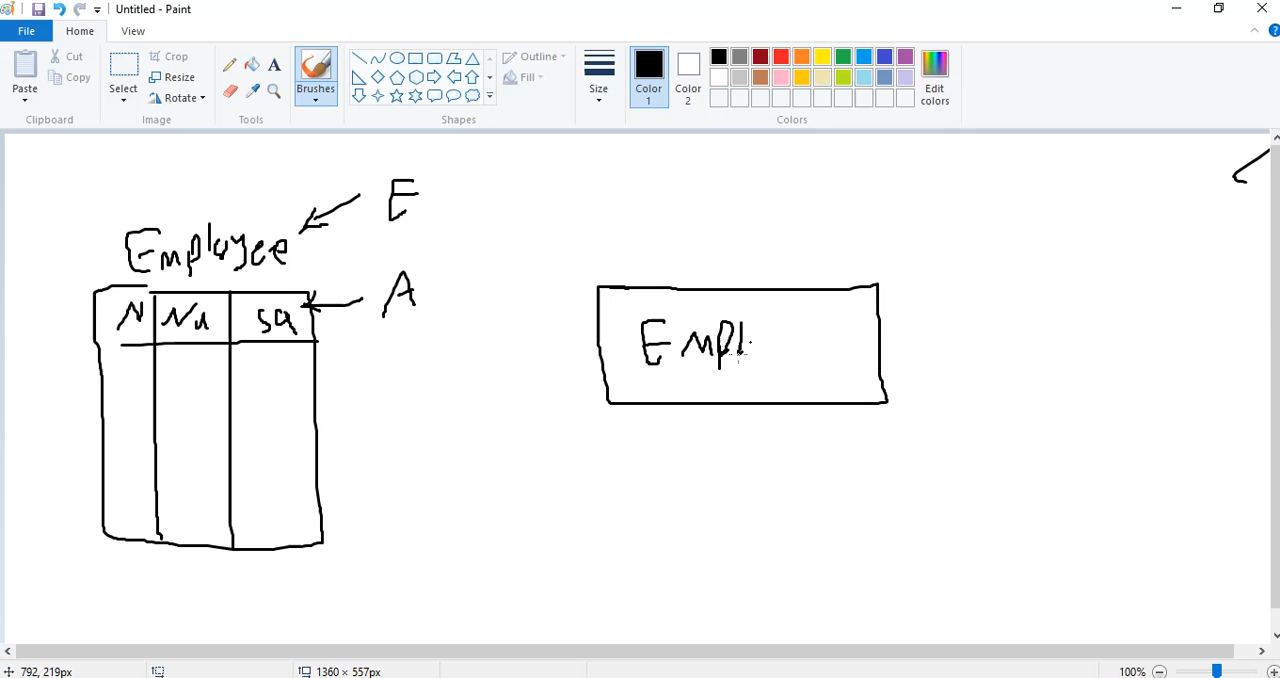 Untitled - Paint
File
Home
View
Paste
Cut
Copy
Clipboard
Select
Crop
Resize
Rotate
Image
Tools
Brushes
Shapes
Outline
Fill
Size
Color 1
Color 2
Edit colors
Colors
E
Employee
A
N Na sa
Empl
792, 219px
1360 × 557px
100%